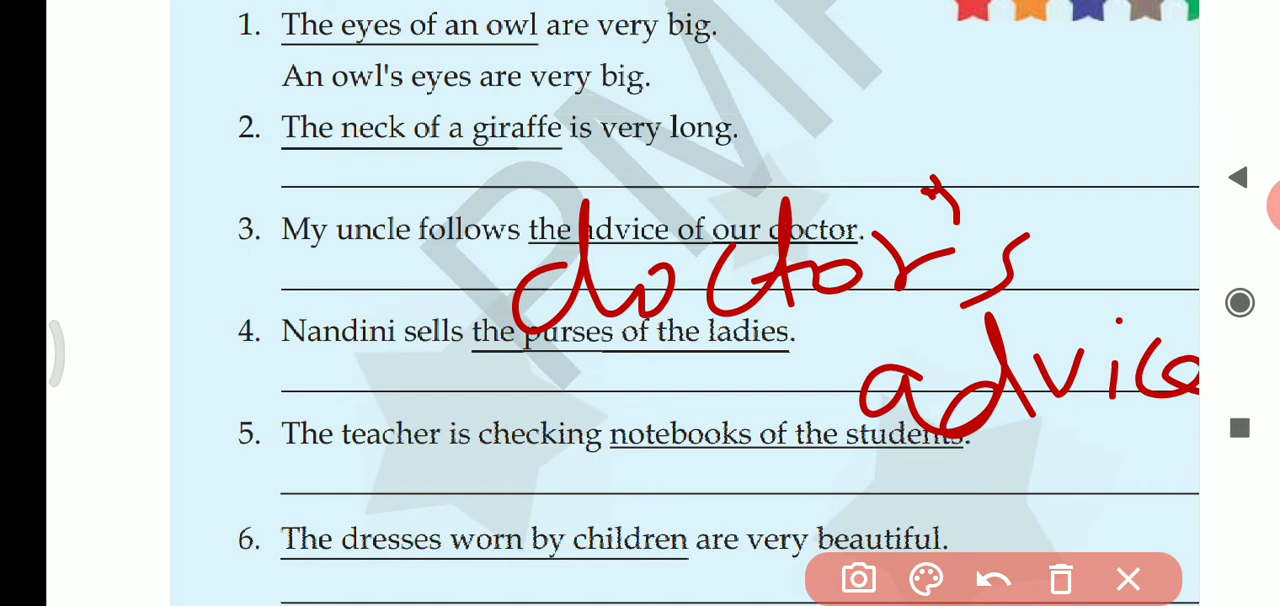 1. The eyes of an owl are very big.
An owl's eyes are very big.
2. The neck of a giraffe is very long.
3. My uncle follows the advice of our doctor.
doctor's
4. Nandini sells the purses of the ladies.
advice
5. The teacher is checking notebooks of the students.
6. The dresses worn by children are very beautiful.